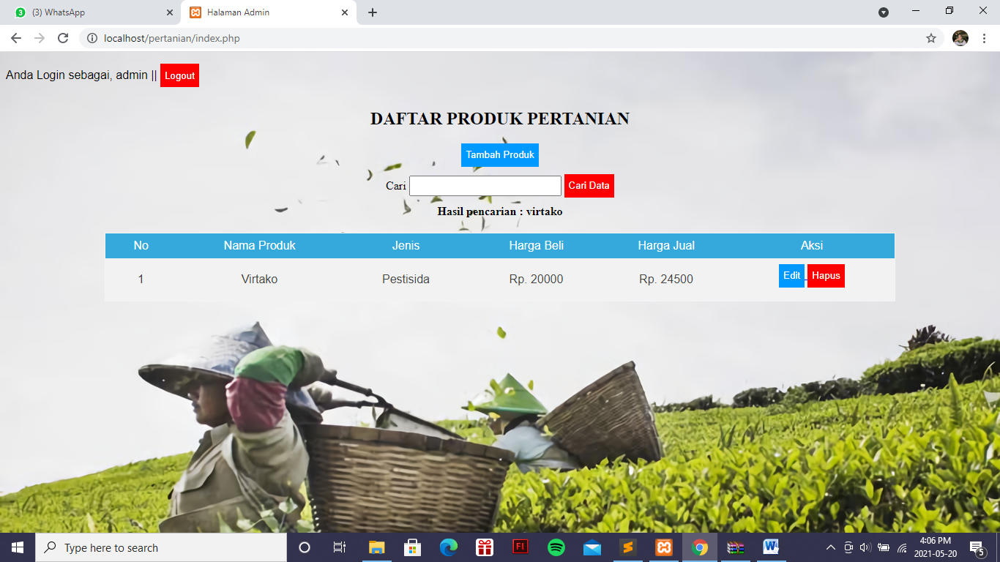 (3) WhatsApp
Halaman Admin
localhost/pertanian/index.php
Anda Login sebagai, admin || Logout
DAFTAR PRODUK PERTANIAN
Tambah Produk
Cari Cari Data
Hasil pencarian : virtako
No Nama Produk Jenis Harga Beli Harga Jual Aksi
1 Virtako Pestisida Rp. 20000 Rp. 24500 Edit Hapus
Type here to search
4:06 PM
2021-05-20
5